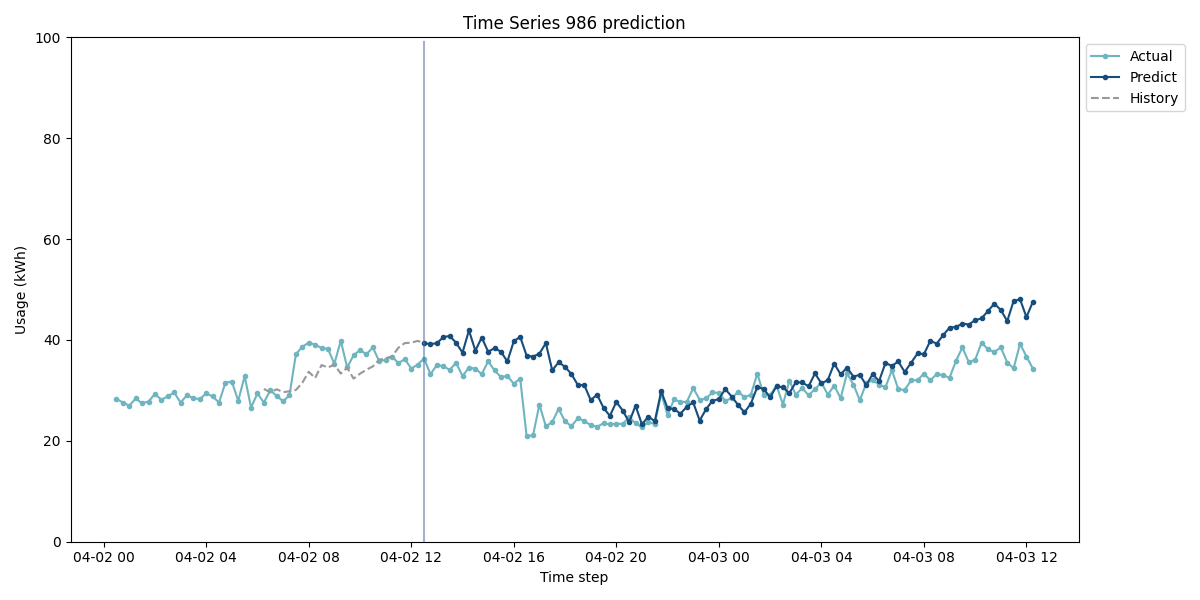 Time Series 986 prediction
100
80
60
40
20
0
Usage (kWh)
04-02 00 04-02 04 04-02 08 04-02 12 04-02 16 04-02 20 04-03 00 04-03 04 04-03 08 04-03 12
Time step
Actual
Predict
History